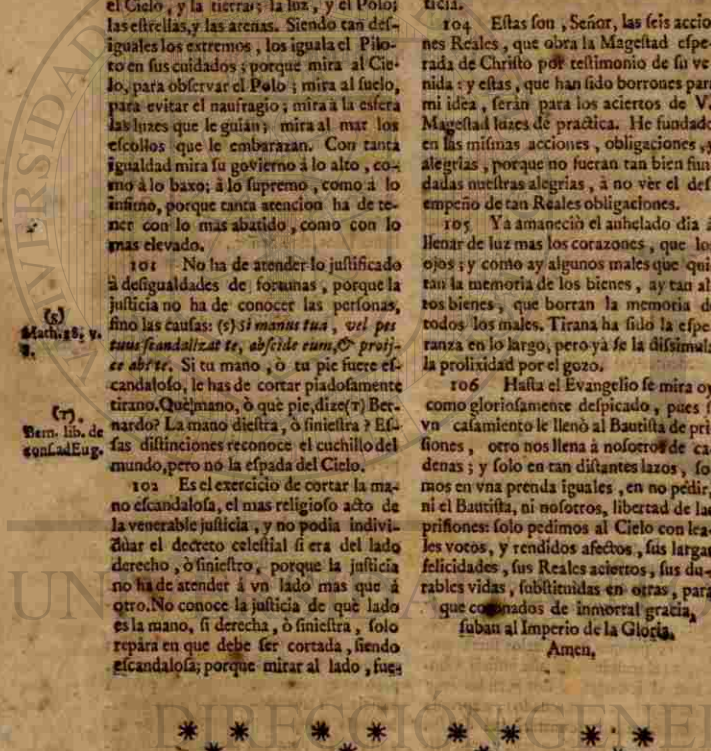 el Cielo, y la tierra; la luz, y el Polo;
las eſtrellas, y las arenas. Siendo tan deſ-
iguales los extremos, los iguala el Pilo-
to en ſus cuidados; porque mira al Cie-
lo, para obſervar el Polo; mira al ſuelo,
para evitar el naufragio; mira à la esfera
las luzes que le guian; mira al mar los
eſcollos que le embarazan. Con tanta
igualdad mira ſu govierno à lo alto, co-
mo à lo baxo; à lo ſupremo, como à lo
infimo, porque tanta atencion ha de te-
ner con lo mas abatido, como con lo
mas elevado.
101 No ha de atender lo juſtificado
à deſigualdades de fortunas, porque la
juſticia no ha de conocer las perſonas,
ſino las cauſas: (s) si manus tua, vel pes
tuus ſcandalizat te, abſcide eum, & proij-
ce abſ te. Si tu mano, ò tu pie fuere eſ-
candaloſo, le has de cortar piadoſamente
tirano. Què mano, ò què pie, dize (T) Ber-
nardo? La mano dieſtra, ò ſinieſtra? Eſ-
ſas diſtinciones reconoce el cuchillo del
mundo, pero no la eſpada del Cielo.
102 Es el exercicio de cortar la ma-
no eſcandaloſa, el mas religioſo acto de
la venerable juſticia, y no podia indivi-
duar el decreto celeſtial ſi era del lado
derecho, ò ſinieſtro, porque la juſticia
no ha de atender à vn lado mas que à
otro. No conoce la juſticia de què lado
es la mano, ſi derecha, ò ſinieſtra, ſolo
repàra en que debe ſer cortada, ſiendo
eſcandaloſa; porque mirar al lado, fue-
(s)
Math. 18. v.
8.
(T)
Bern. lib. de
conſ. ad Eug.
ticia.
104 Eſtas ſon, Señor, las ſeis accio
nes Reales, que obra la Mageſtad eſpe-
rada de Chriſto por teſtimonio de ſu ve
nida: y eſtas, que han ſido borrones para
mi idea, ſeràn para los aciertos de V.
Mageſtad luzes de practica. He fundado
en las miſmas acciones, obligaciones, y
alegrias, porque no fueran tan bien fun
dadas nueſtras alegrias, à no vèr el deſ
empeño de tan Reales obligaciones.
105 Ya amaneciò el anhelado dia à
llenar de luz mas los corazones, que los
ojos; y como ay algunos males que qui
tan la memoria de los bienes, ay tan al
tos bienes, que borran la memoria de
todos los males. Tirana ha ſido la eſpe
ranza en lo largo, pero yà ſe la diſsimula
la prolixidad por el gozo.
106 Haſta el Evangelio ſe mira oy
como glorioſamente deſpicado, pues ſ
vn caſamiento le llenò al Bautiſta de pri
ſiones, otro nos llena à noſotros de ca
denas; y ſolo en tan diſtantes lazos, ſo
mos en vna prenda iguales, en no pedir,
ni el Bautiſta, ni noſotros, libertad de las
priſiones: ſolo pedimos al Cielo con lea-
les votos, y rendidos afectos, ſus largas
felicidades, ſus Reales aciertos, ſus du-
rables vidas, ſubſtituidas en otras, para
que coronados de inmortal gracia,
ſuban al Imperio de la Gloria.
Amen.
DIRECCIÓN GENE